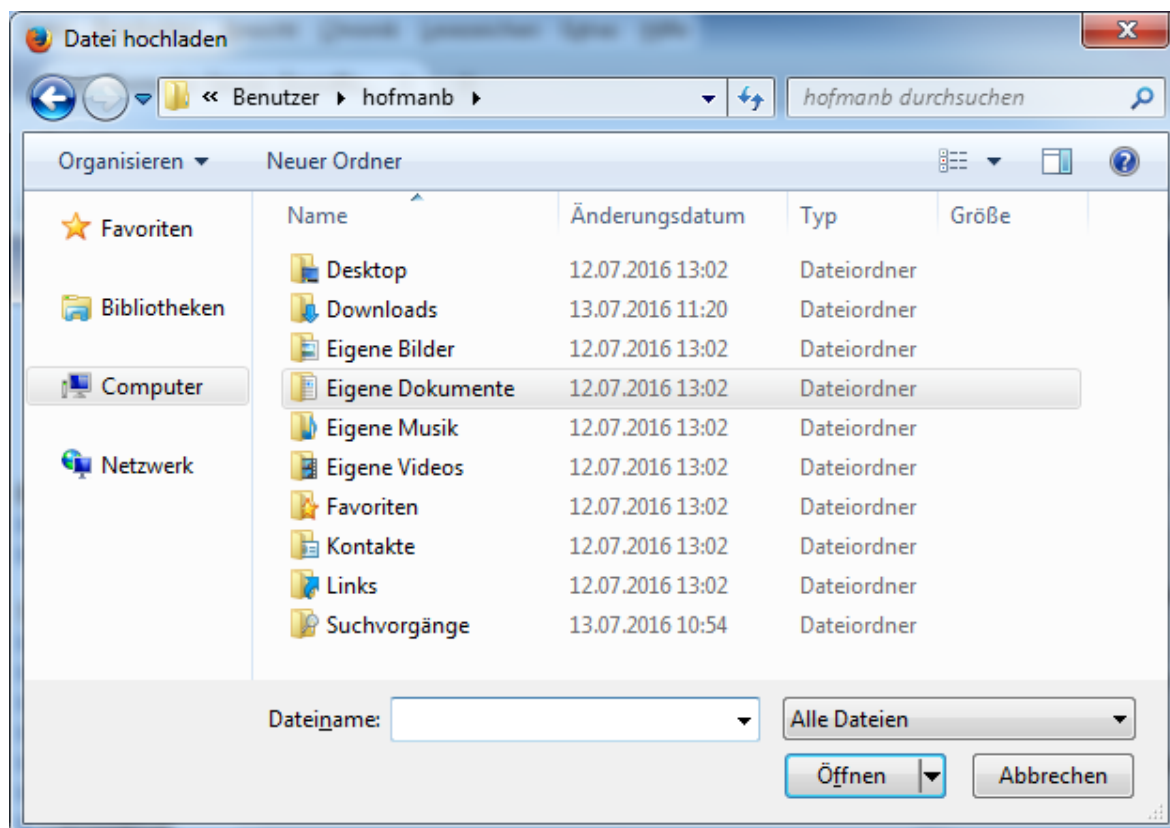 Datei hochladen
« Benutzer hofmanb
hofmanb durchsuchen
Organisieren Neuer Ordner
Name Änderungsdatum Typ Größe
Favoriten
Bibliotheken
Computer
Netzwerk
Desktop 12.07.2016 13:02 Dateiordner
Downloads 13.07.2016 11:20 Dateiordner
Eigene Bilder 12.07.2016 13:02 Dateiordner
Eigene Dokumente 12.07.2016 13:02 Dateiordner
Eigene Musik 12.07.2016 13:02 Dateiordner
Eigene Videos 12.07.2016 13:02 Dateiordner
Favoriten 12.07.2016 13:02 Dateiordner
Kontakte 12.07.2016 13:02 Dateiordner
Links 12.07.2016 13:02 Dateiordner
Suchvorgänge 13.07.2016 10:54 Dateiordner
Dateiname: Alle Dateien
Öffnen Abbrechen